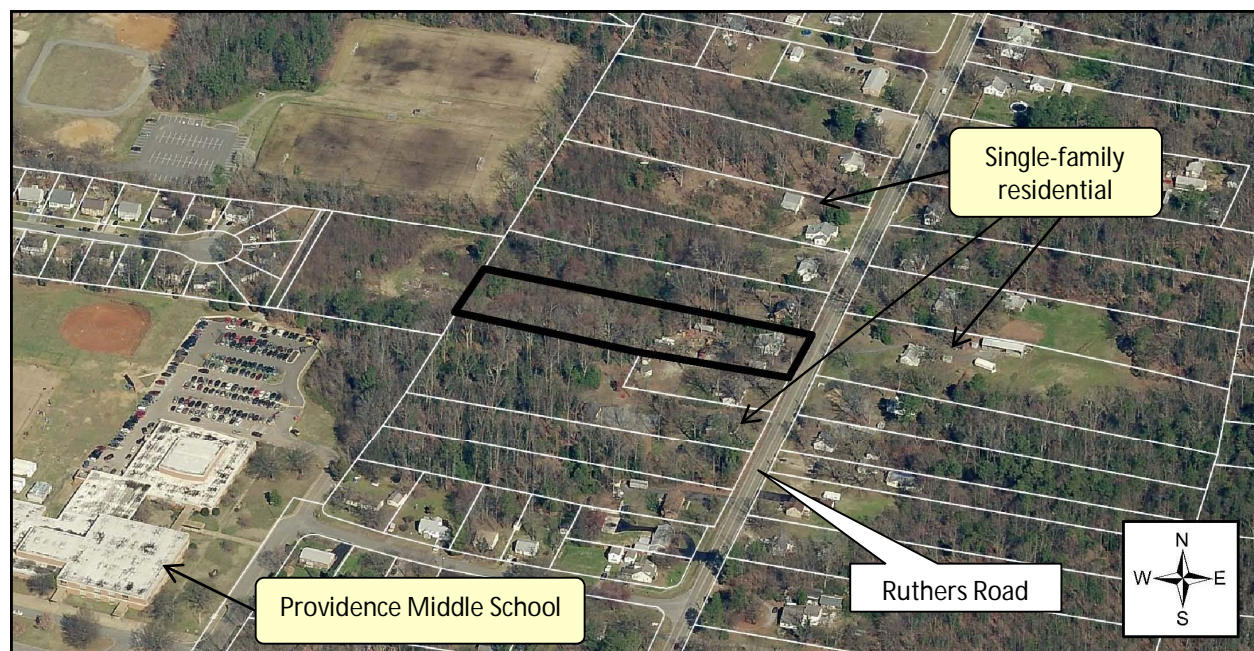 Single-family
residential
Providence Middle School
Ruthers Road
N
W E
S